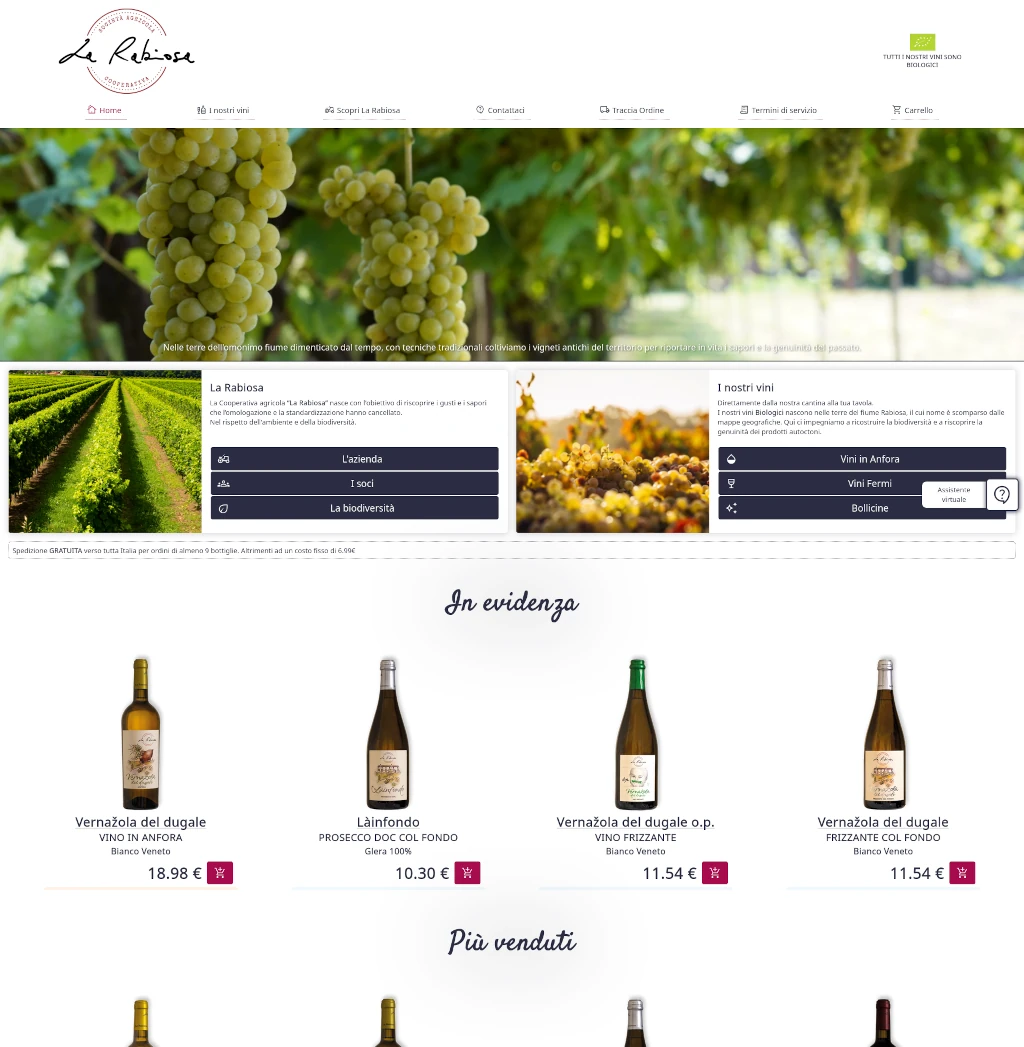 SOCIETÀ AGRICOLA
La Rabiosa
COOPERATIVA
TUTTI I NOSTRI VINI SONO
BIOLOGICI
Home
I nostri vini
Scopri La Rabiosa
Contattaci
Traccia Ordine
Termini di servizio
Carrello
Nelle terre dell'omonimo fiume dimenticato dal tempo, con tecniche tradizionali coltiviamo i vigneti antichi del territorio per riportare in vita i sapori e la genuinità del passato.
La Rabiosa
La Cooperativa agricola "La Rabiosa" nasce con l'obiettivo di riscoprire i gusti e i sapori
che l'omologazione e la standardizzazione hanno cancellato.
Nel rispetto dell'ambiente e della biodiversità.
L'azienda
I soci
La biodiversità
I nostri vini
Direttamente dalla nostra cantina alla tua tavola.
I nostri vini Biologici nascono nelle terre del fiume Rabiosa, il cui nome è scomparso dalle
mappe geografiche. Qui ci impegniamo a ricostruire la biodiversità e a riscoprire la
genuinità dei prodotti autoctoni.
Vini in Anfora
Vini Fermi
Bollicine
Assistente
virtuale
Spedizione GRATUITA verso tutta Italia per ordini di almeno 9 bottiglie. Altrimenti ad un costo fisso di 6.99€
In evidenza
Vernažola del dugale
VINO IN ANFORA
Bianco Veneto
18.98 €
Làinfondo
PROSECCO DOC COL FONDO
Glera 100%
10.30 €
Vernažola del dugale o.p.
VINO FRIZZANTE
Bianco Veneto
11.54 €
Vernažola del dugale
FRIZZANTE COL FONDO
Bianco Veneto
11.54 €
Più venduti